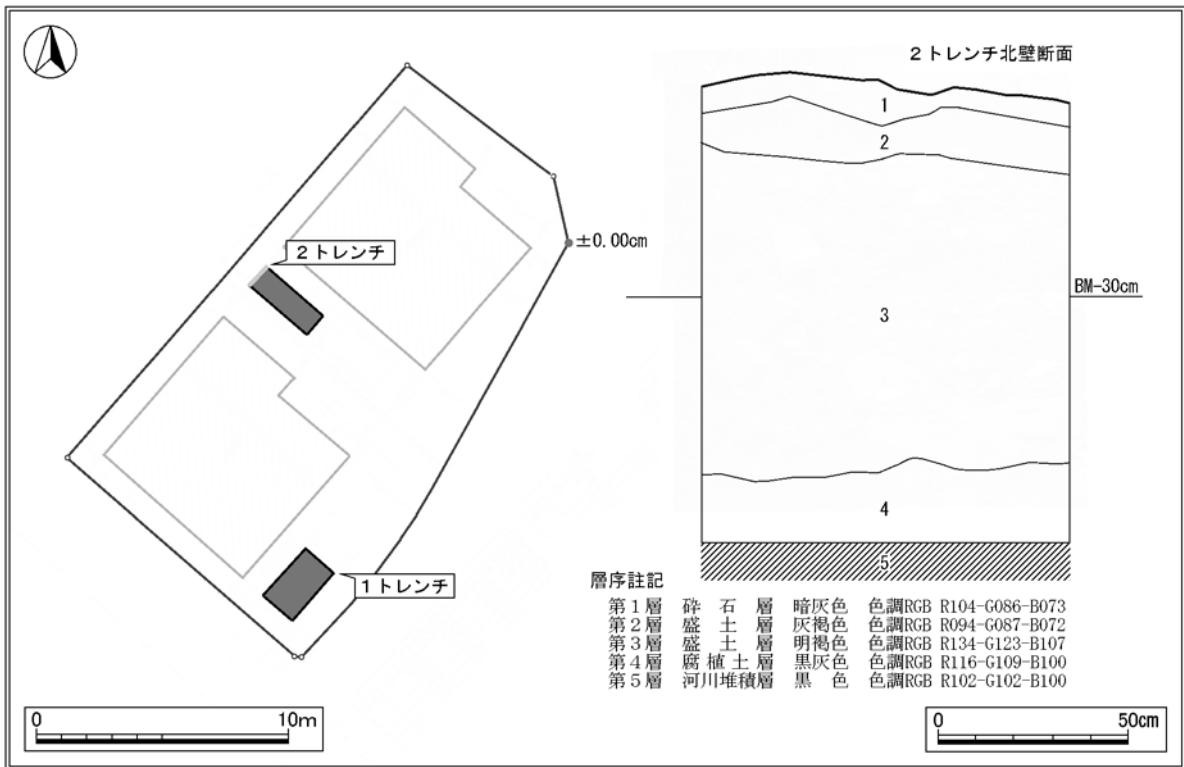 2トレンチ北壁断面
1
2
±0.00cm
2トレンチ
BM-30cm
3
4
5
1トレンチ
層序註記
第1層 砕石層 暗灰色 色調RGB R104-G086-B073
第2層 盛土層 灰褐色 色調RGB R094-G087-B072
第3層 盛土層 明褐色 色調RGB R134-G123-B107
第4層 腐植土層 黒灰色 色調RGB R116-G109-B100
第5層 河川堆積層 黒色 色調RGB R102-G102-B100
0 10m
0 50cm